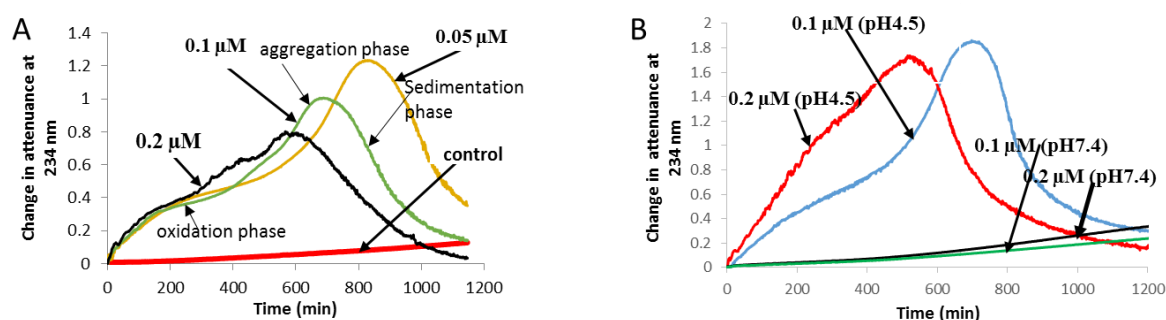 A
Change in attenuance at
234 nm
1.4
1.2
1
0.8
0.6
0.4
0.2
0
0
200
400
600
800
1000
1200
Time (min)
0.2 µM
0.1 µM
aggregation phase
0.05 µM
Sedimentation
phase
control
oxidation phase
B
Change in attenuance at
234 nm
2
1.8
1.6
1.4
1.2
1
0.8
0.6
0.4
0.2
0
0
200
400
600
800
1000
1200
Time (min)
0.1 µM (pH4.5)
0.2 µM (pH4.5)
0.1 µM (pH7.4)
0.2 µM (pH7.4)